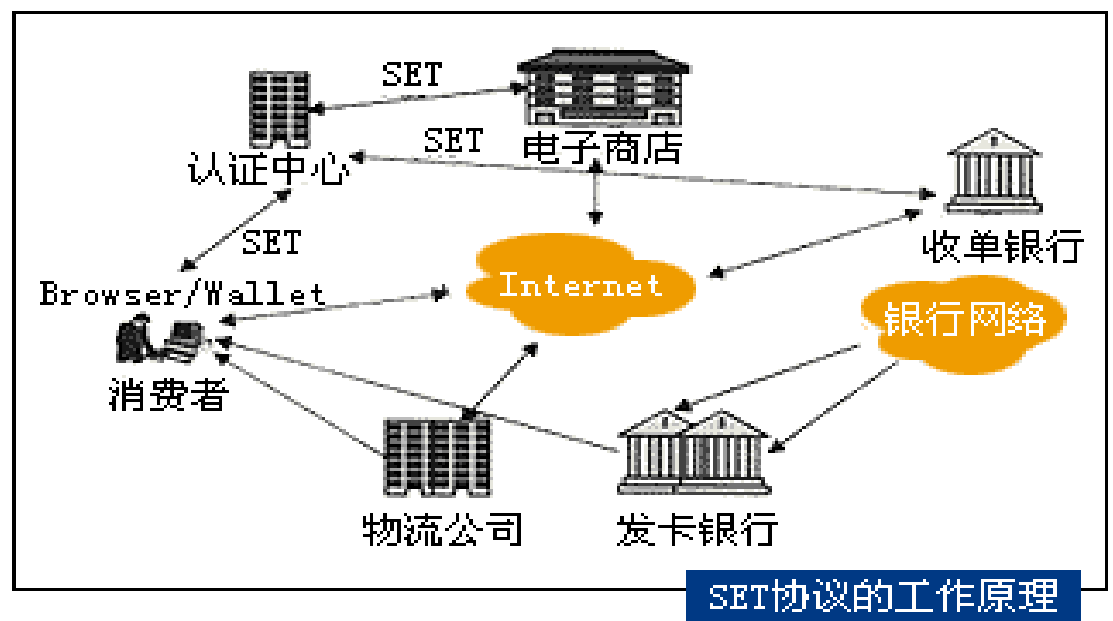 SET
电子商店
SET
认证中心
SET
收单银行
Internet
Browser/Wallet
银行网络
消费者
物流公司
发卡银行
SET协议的工作原理